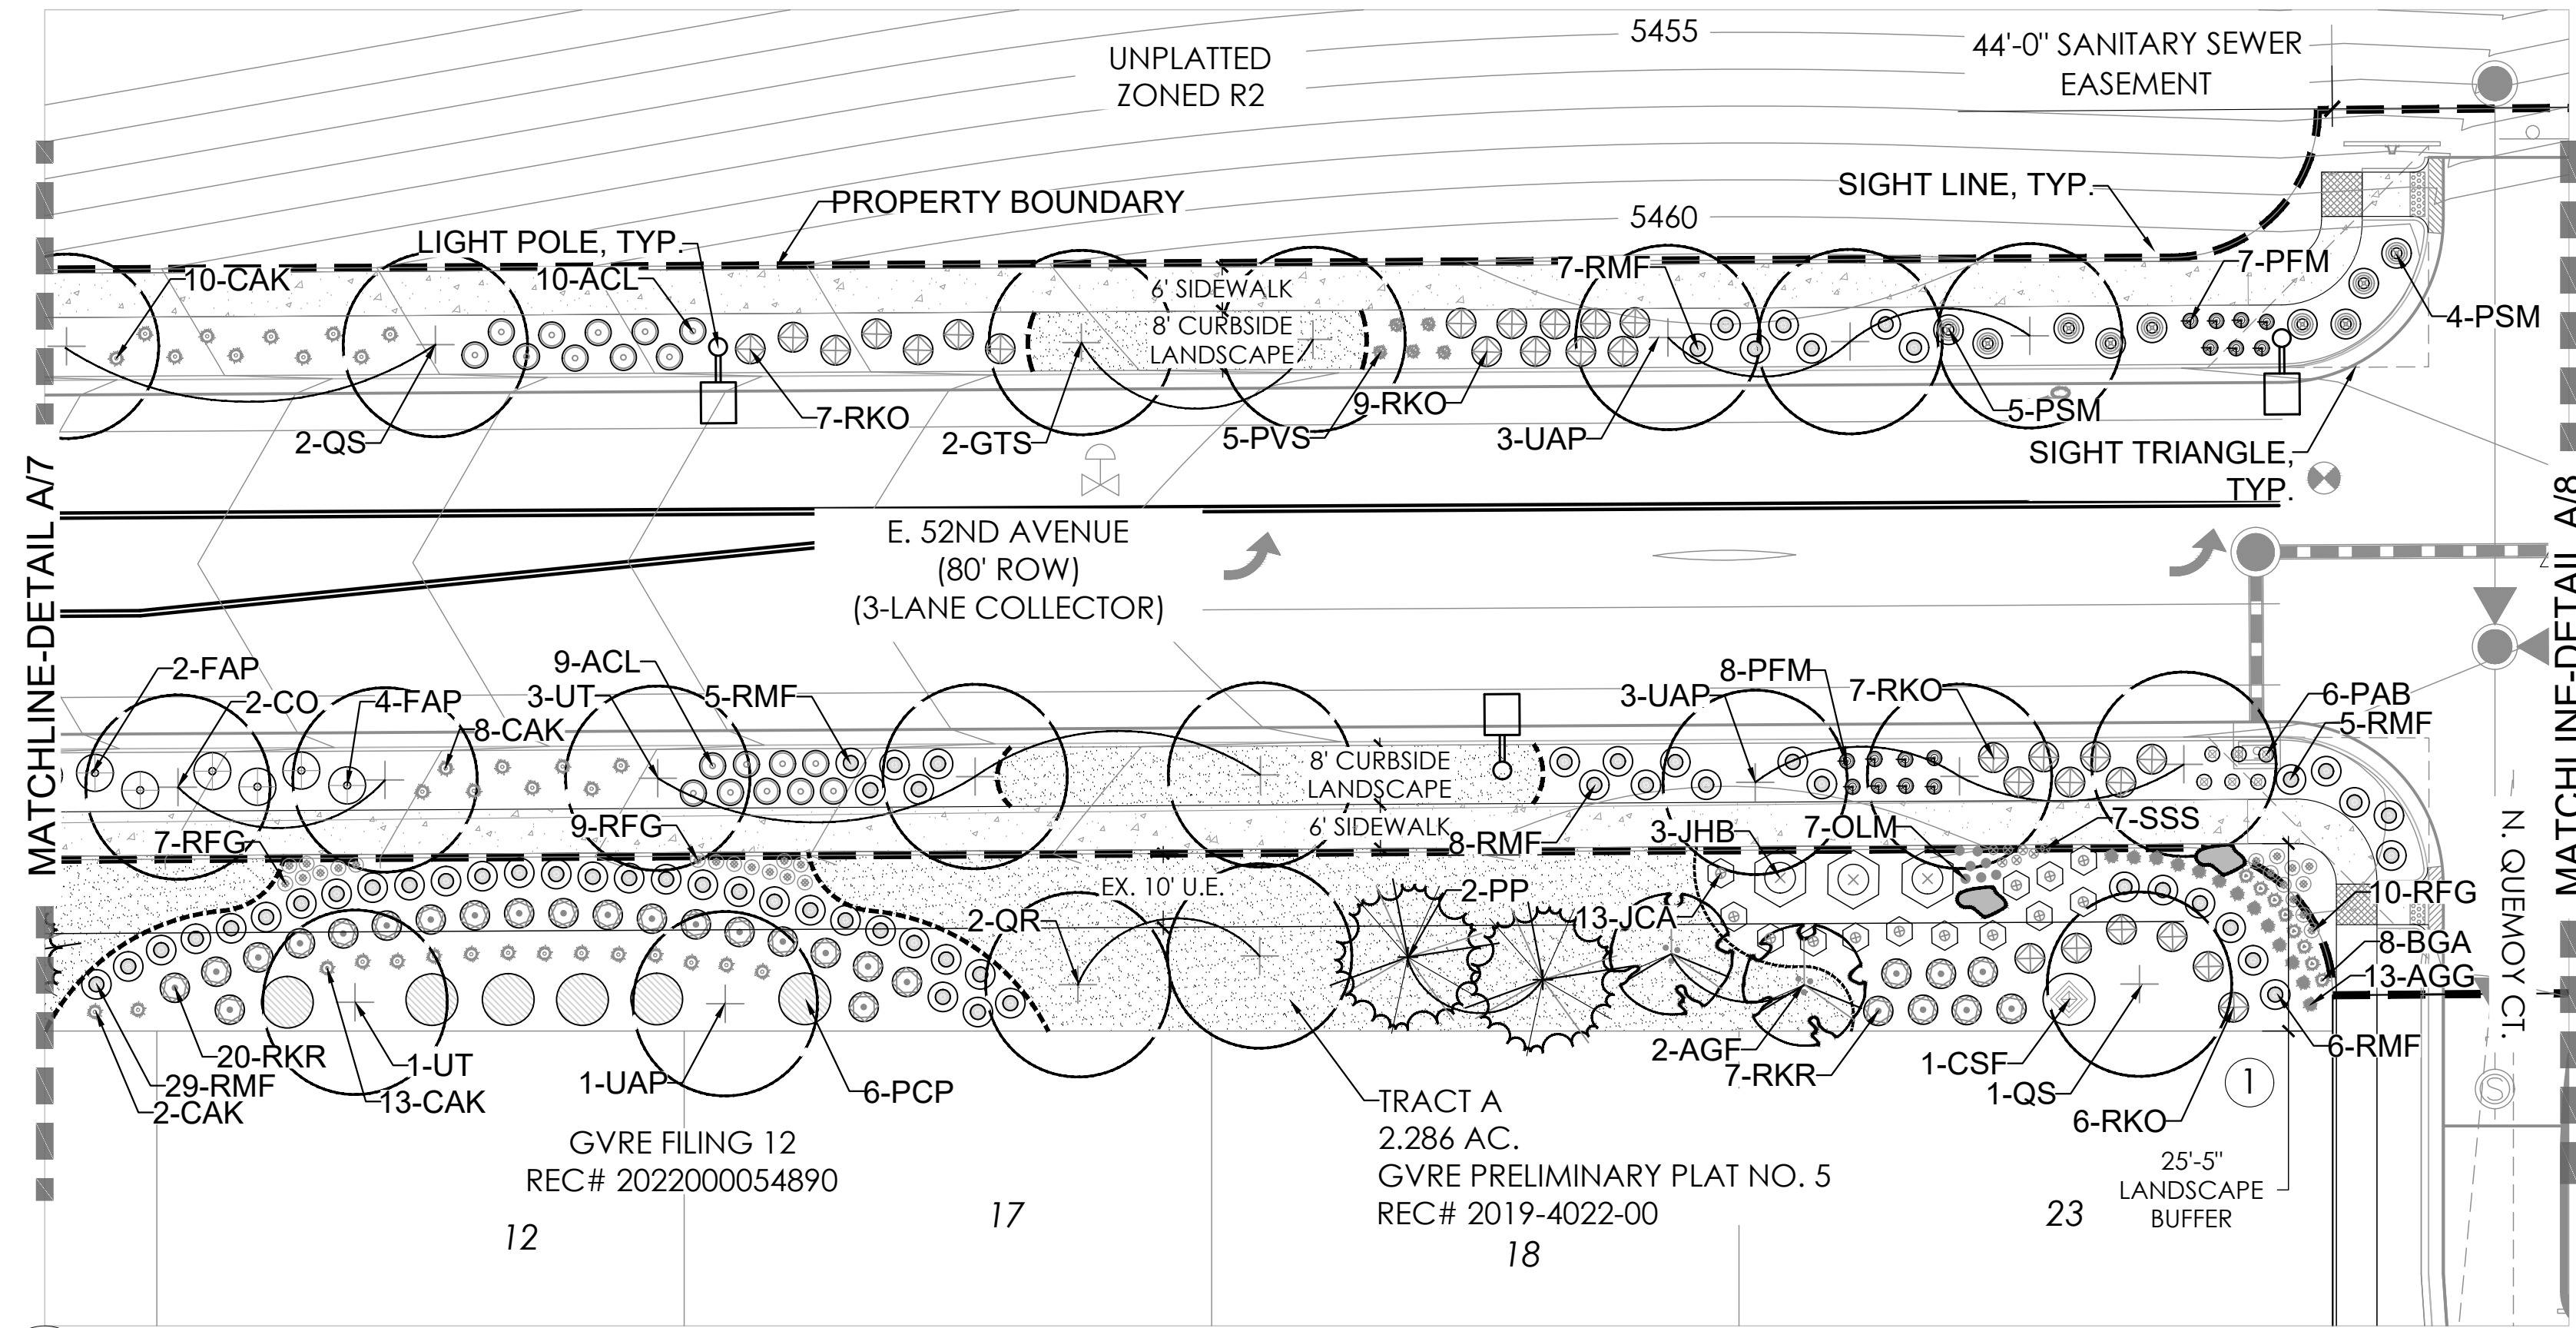 5455
UNPLATTED
ZONED R2
44'-0" SANITARY SEWER
EASEMENT
PROPERTY BOUNDARY
SIGHT LINE, TYP.
5460
LIGHT POLE, TYP.
10-CAK
10-ACL
6' SIDEWALK
8' CURBSIDE
LANDSCAPE
7-RMF
7-PFM
4-PSM
2-QS
7-RKO
2-GTS
5-PVS
9-RKO
3-UAP
5-PSM
SIGHT TRIANGLE,
TYP.
MATCHLINE-DETAIL A/7
MATCHLINE-DETAIL A/8
E. 52ND AVENUE
(80' ROW)
(3-LANE COLLECTOR)
2-FAP
2-CO
4-FAP
8-CAK
9-ACL
3-UT
5-RMF
3-UAP
8-PFM
7-RKO
6-PAB
5-RMF
8' CURBSIDE
LANDSCAPE
6' SIDEWALK
7-RFG
9-RFG
8-RMF
3-JHB
7-OLM
7-SSS
N. QUEMOY CT.
EX. 10' U.E.
2-QR
2-PP
13-JCA
10-RFG
8-BGA
13-AGG
20-RKR
29-RMF
2-CAK
1-UT
13-CAK
1-UAP
6-PCP
2-AGF
7-RKR
1-CSF
1-QS
6-RKO
6-RMF
1
S
TRACT A
2.286 AC.
GVRE PRELIMINARY PLAT NO. 5
REC# 2019-4022-00
GVRE FILING 12
REC# 2022000054890
25'-5"
LANDSCAPE
BUFFER
12
17
18
23